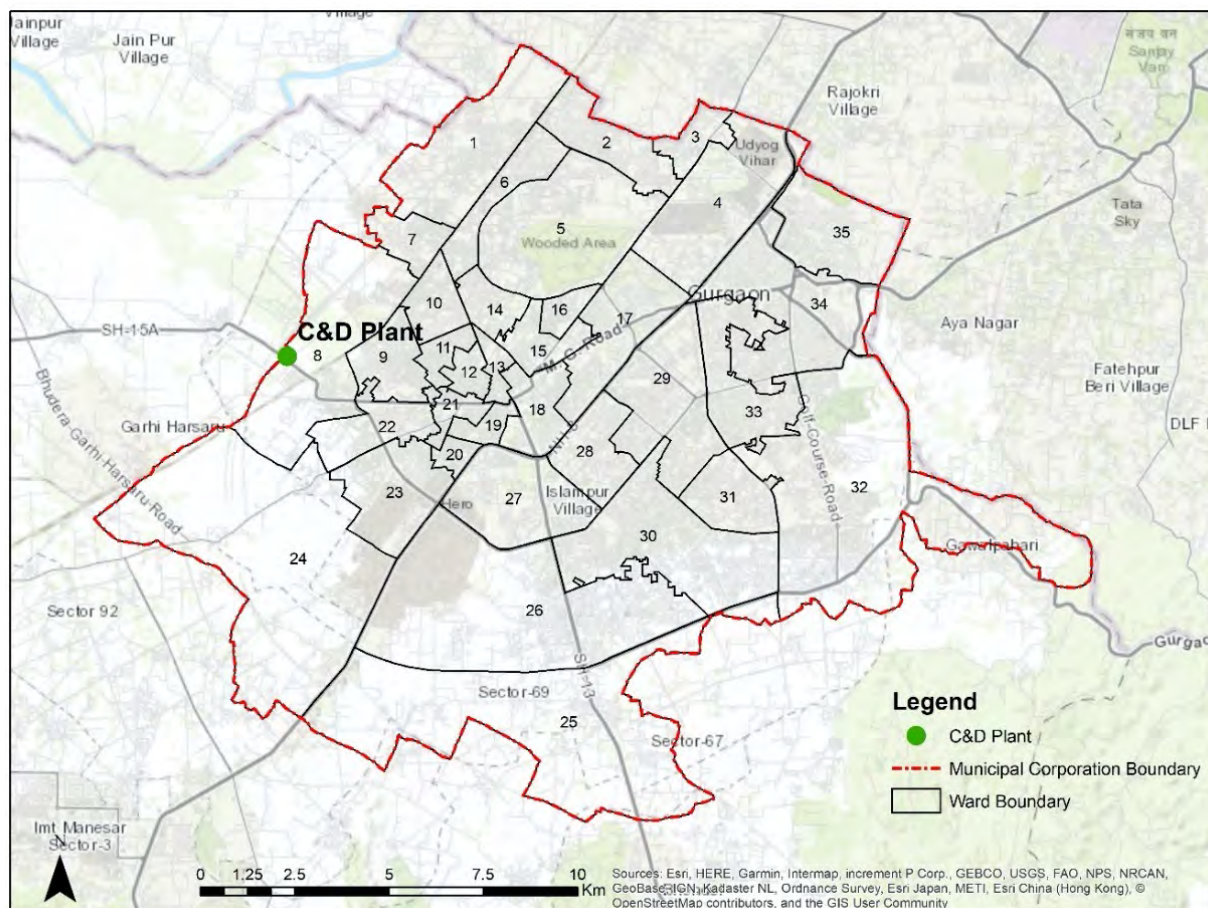 Jainpur
Village
Village
Jain Pur
Village
संजय वन
Sanjay
Van
Rajokri
Village
1
2
3
Udyog
Vihar
6
4
Tata
Sky
5
Wooded Area
35
7
Gurgaon
10
14
16
17
34
SH-15A
C&D Plant
8
Aya Nagar
9
11
12
13
15
M. G. Road
29
Fatehpur
Beri Village
21
18
33
Golf-Course-Road
DLF
Garhi Harsaru
22
19
Bhudera-Garhi-Harsaru-Road
20
28
23
Hero
27
Islampur
Village
31
32
30
Gawalpahari
24
Sector 92
26
Sector-69
SH-13
25
Sector-67
Legend
C&D Plant
Municipal Corporation Boundary
Ward Boundary
Imt Manesar
Sector-3
N
0 1.25 2.5 5 7.5 10
Km
Sources: Esri, HERE, Garmin, Intermap, increment P Corp., GEBCO, USGS, FAO, NPS, NRCAN,
GeoBase, IGN, Kadaster NL, Ordnance Survey, Esri Japan, METI, Esri China (Hong Kong), ©
OpenStreetMap contributors, and the GIS User Community